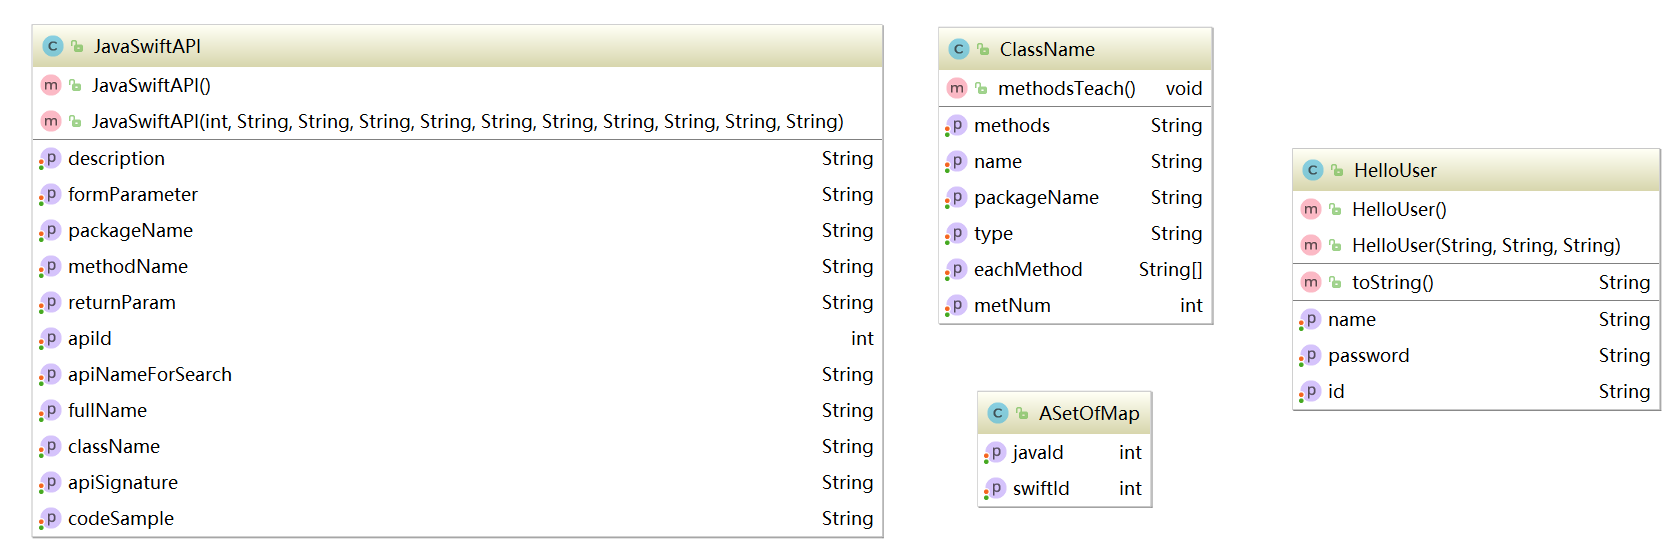 JavaSwiftAPI
JavaSwiftAPI()
JavaSwiftAPI(int, String, String, String, String, String, String, String, String, String, String)
description String
formParameter String
packageName String
methodName String
returnParam String
apiId int
apiNameForSearch String
fullName String
className String
apiSignature String
codeSample String
ClassName
methodsTeach() void
methods String
name String
packageName String
type String
eachMethod String[]
metNum int
ASetOfMap
javaId int
swiftId int
HelloUser
HelloUser()
HelloUser(String, String, String)
toString() String
name String
password String
id String